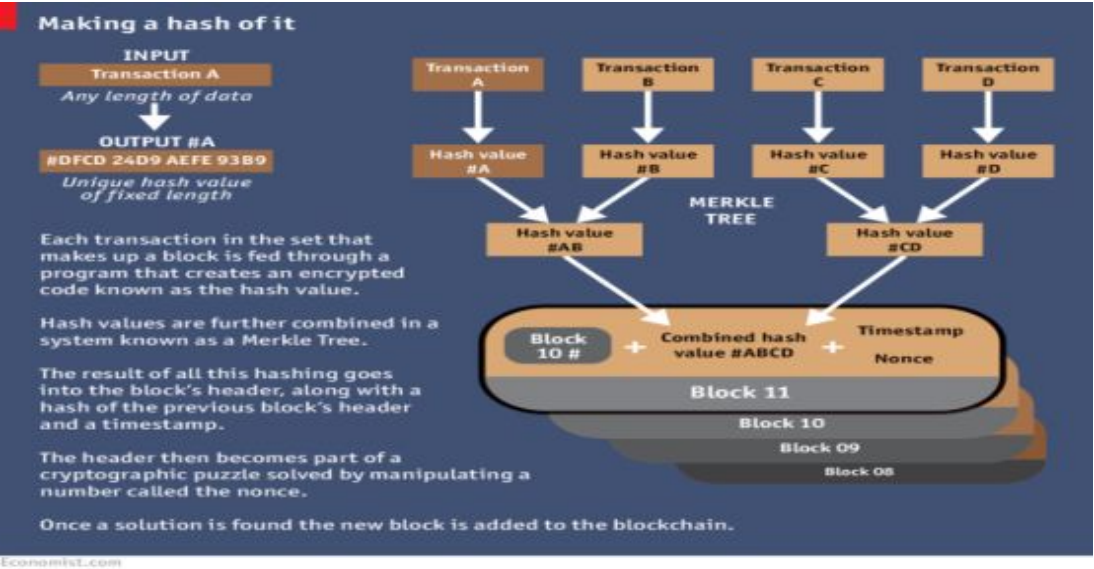 Making a hash of it
INPUT
Transaction A
Any length of data
OUTPUT #A
#DFCD 24D9 AEFE 93B9
Unique hash value
of fixed length
Each transaction in the set that
makes up a block is fed through a
program that creates an encrypted
code known as the hash value.
Hash values are further combined in a
system known as a Merkle Tree.
The result of all this hashing goes
into the block's header, along with a
hash of the previous block's header
and a timestamp.
The header then becomes part of a
cryptographic puzzle solved by manipulating a
number called the nonce.
Once a solution is found the new block is added to the blockchain.
Transaction
A
Transaction
B
Transaction
C
Transaction
D
Hash value
#A
Hash value
#B
Hash value
#C
Hash value
#D
MERKLE
TREE
Hash value
#AB
Hash value
#CD
Block
10 #
+
Combined hash
value #ABCD
+
Timestamp
Nonce
Block 11
Block 10
Block 09
Block 08
Economist.com